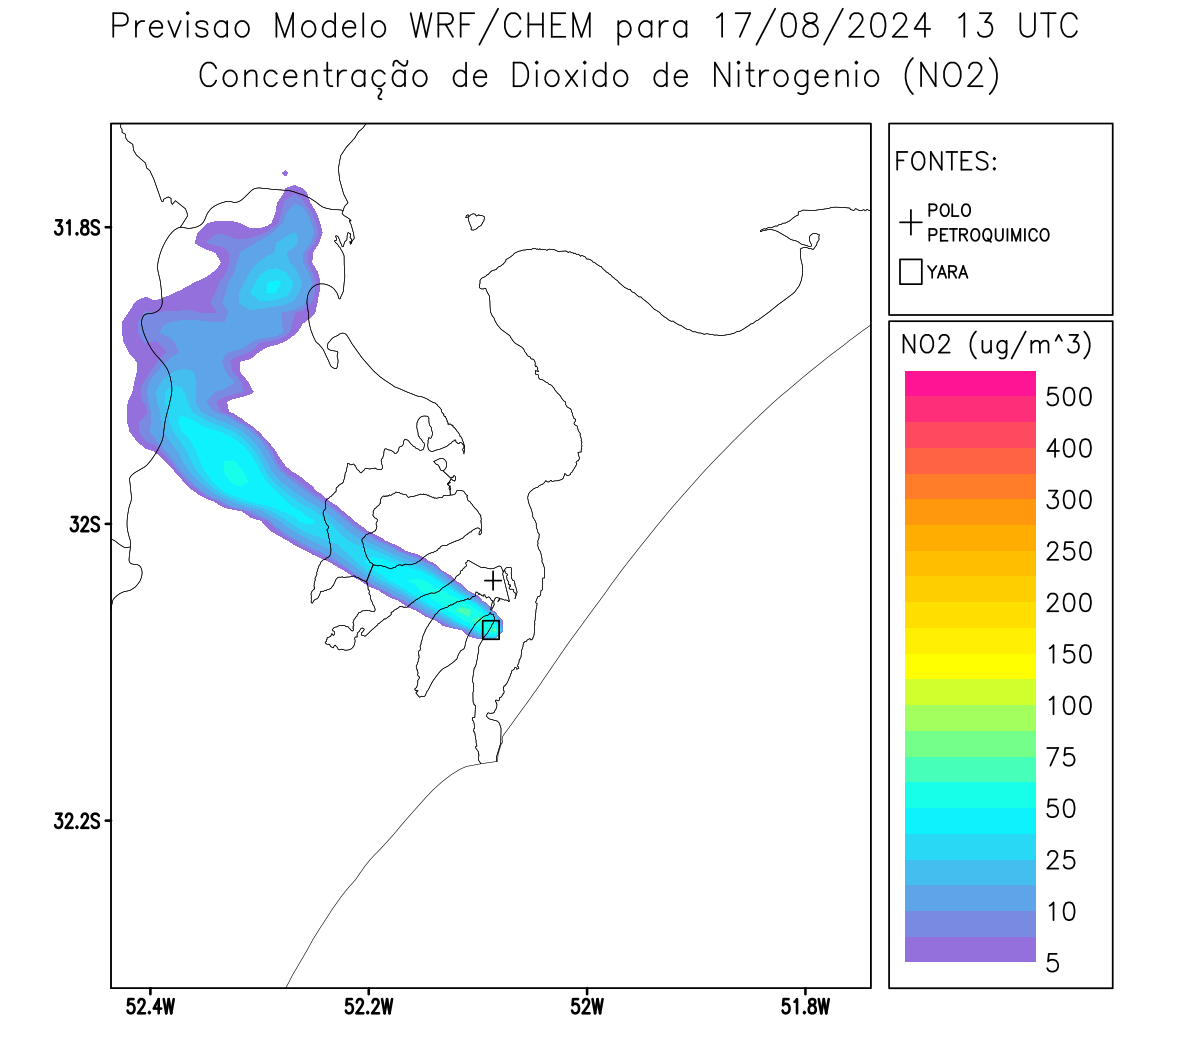 Previsao Modelo WRF/CHEM para 17/08/2024 13 UTC
Concentração de Dioxido de Nitrogenio (NO2)
FONTES:
POLO
PETROQUIMICO
YARA
31.8S
32S
32.2S
52.4W
52.2W
52W
51.8W
NO2 (ug/m^3)
500
400
300
250
200
150
100
75
50
25
10
5